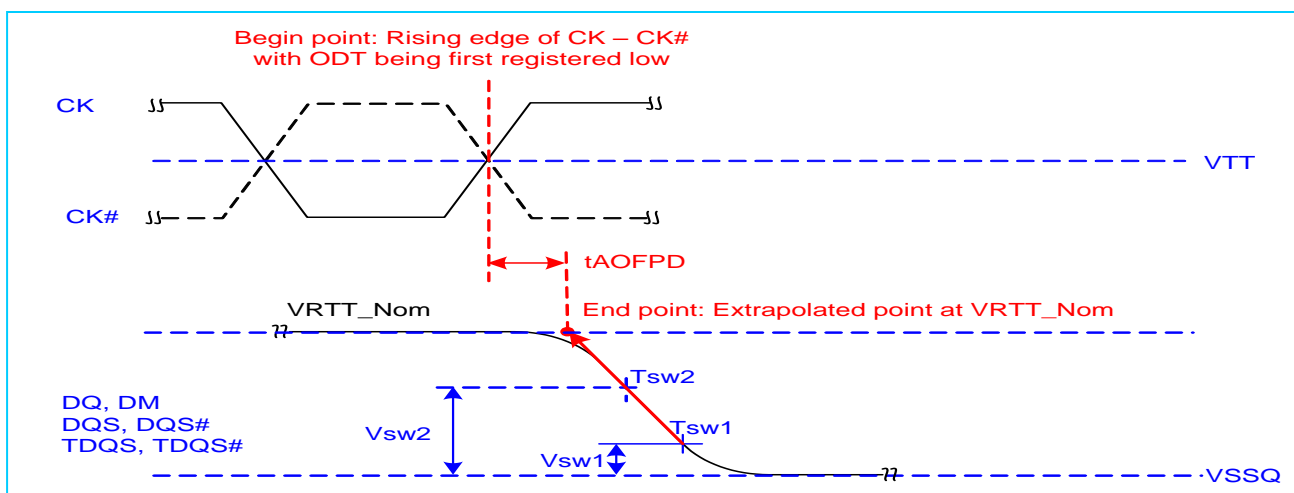 Begin point: Rising edge of CK – CK#
with ODT being first registered low
CK
VTT
CK#
tAOFPD
VRTT_Nom
End point: Extrapolated point at VRTT_Nom
Tsw2
DQ, DM
DQS, DQS#
TDQS, TDQS#
Vsw2
Tsw1
Vsw1
VSSQ